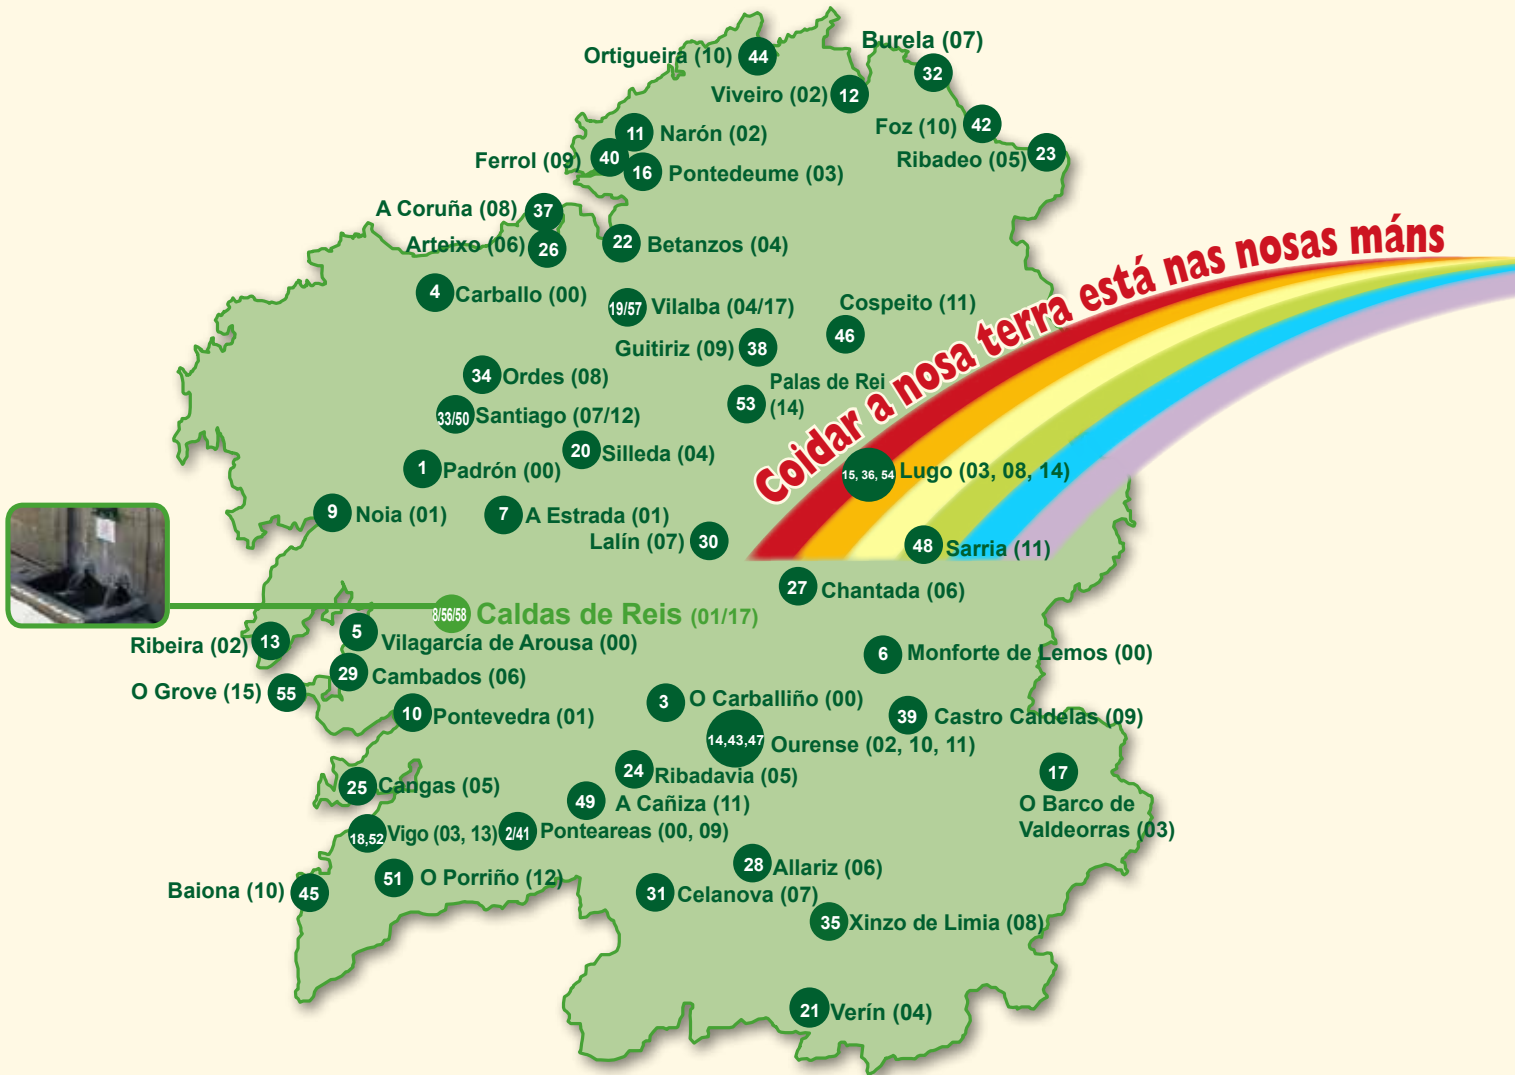 Ortigueira (10) 44
Burela (07)
32
Viveiro (02) 12
Foz (10) 42
11 Narón (02)
Ribadeo (05) 23
Ferrol (09) 40
16 Pontedeume (03)
A Coruña (08) 37
Arteixo (06) 26
22 Betanzos (04)
Coidar a nosa terra está nas nosas máns
4 Carballo (00)
19/57 Vilalba (04/17)
Cospeito (11)
46
Guitiriz (09) 38
34 Ordes (08)
Palas de Rei
53 (14)
33/50 Santiago (07/12)
20 Silleda (04)
1 Padrón (00)
15, 36, 54 Lugo (03, 08, 14)
9 Noia (01)
7 A Estrada (01)
Lalín (07) 30
48 Sarria (11)
27 Chantada (06)
8/56/58 Caldas de Reis (01/17)
Ribeira (02) 13
5 Vilagarcía de Arousa (00)
6 Monforte de Lemos (00)
29 Cambados (06)
O Grove (15) 55
3 O Carballiño (00)
10 Pontevedra (01)
39 Castro Caldelas (09)
14,43,47 Ourense (02, 10, 11)
24 Ribadavia (05)
17
O Barco de
Valdeorras (03)
25 Cangas (05)
49 A Cañiza (11)
18,52 Vigo (03, 13)
2/41 Ponteareas (00, 09)
28 Allariz (06)
51 O Porriño (12)
Baiona (10) 45
31 Celanova (07)
35 Xinzo de Limia (08)
21 Verín (04)